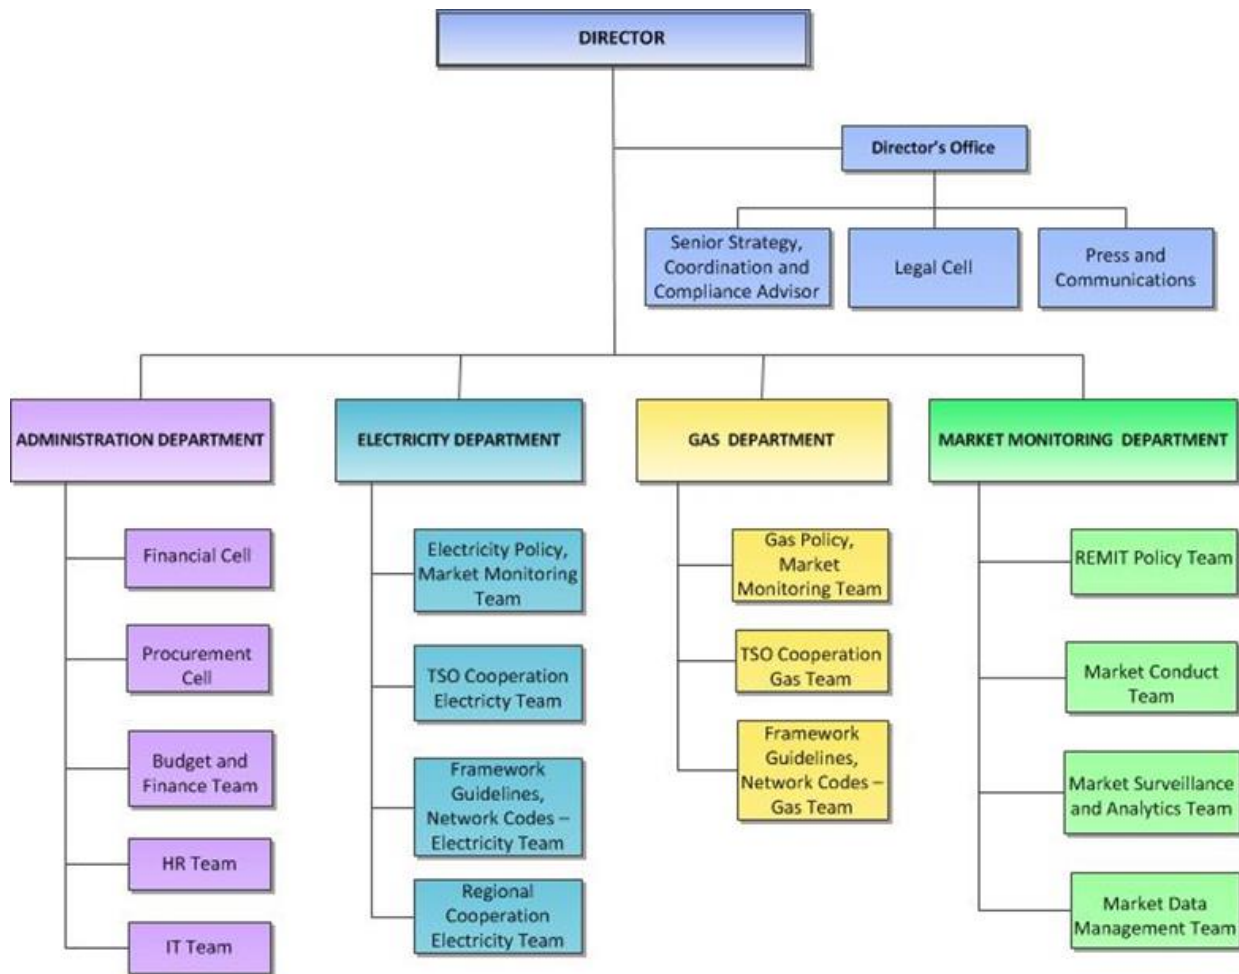 DIRECTOR
Director's Office
Senior Strategy,
Coordination and
Compliance Advisor
Legal Cell
Press and
Communications
ADMINISTRATION DEPARTMENT
Financial Cell
Procurement
Cell
Budget and
Finance Team
HR Team
IT Team
ELECTRICITY DEPARTMENT
Electricity Policy,
Market Monitoring
Team
TSO Cooperation
Electricty Team
Framework
Guidelines,
Network Codes –
Electricity Team
Regional
Cooperation
Electricity Team
GAS DEPARTMENT
Gas Policy,
Market
Monitoring Team
TSO Cooperation
Gas Team
Framework
Guidelines,
Network Codes –
Gas Team
MARKET MONITORING DEPARTMENT
REMIT Policy Team
Market Conduct
Team
Market Surveillance
and Analytics Team
Market Data
Management Team